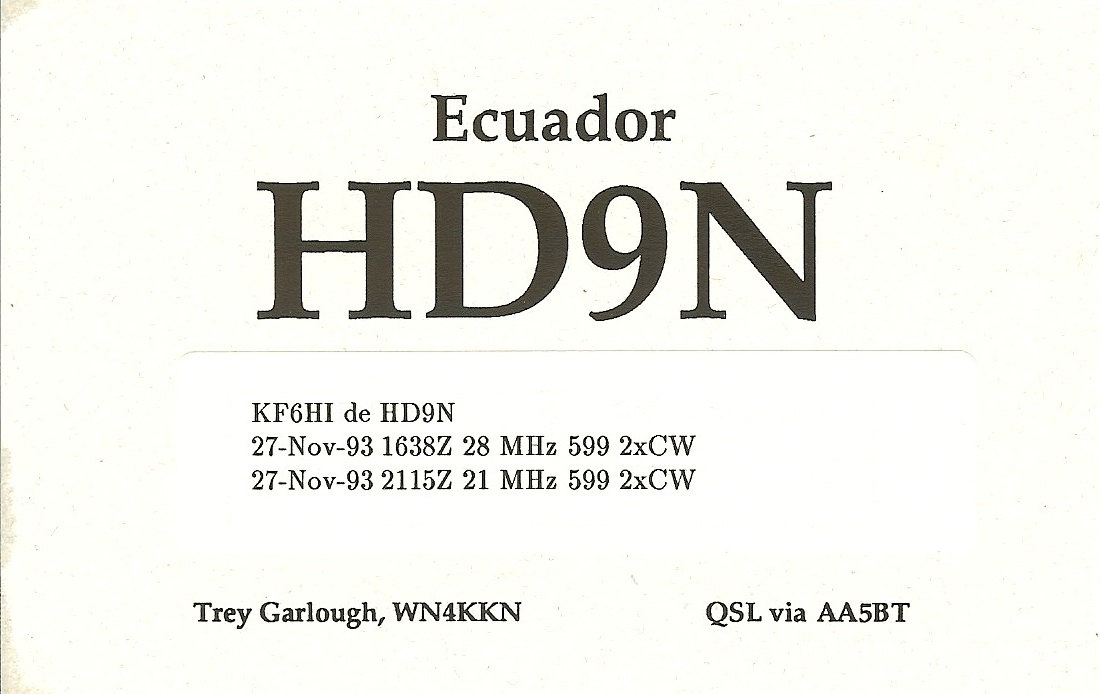 Ecuador
HD9N
KF6HI de HD9N
27-Nov-93 1638Z 28 MHz 599 2xCW
27-Nov-93 2115Z 21 MHz 599 2xCW
Trey Garlough, WN4KKN QSL via AA5BT